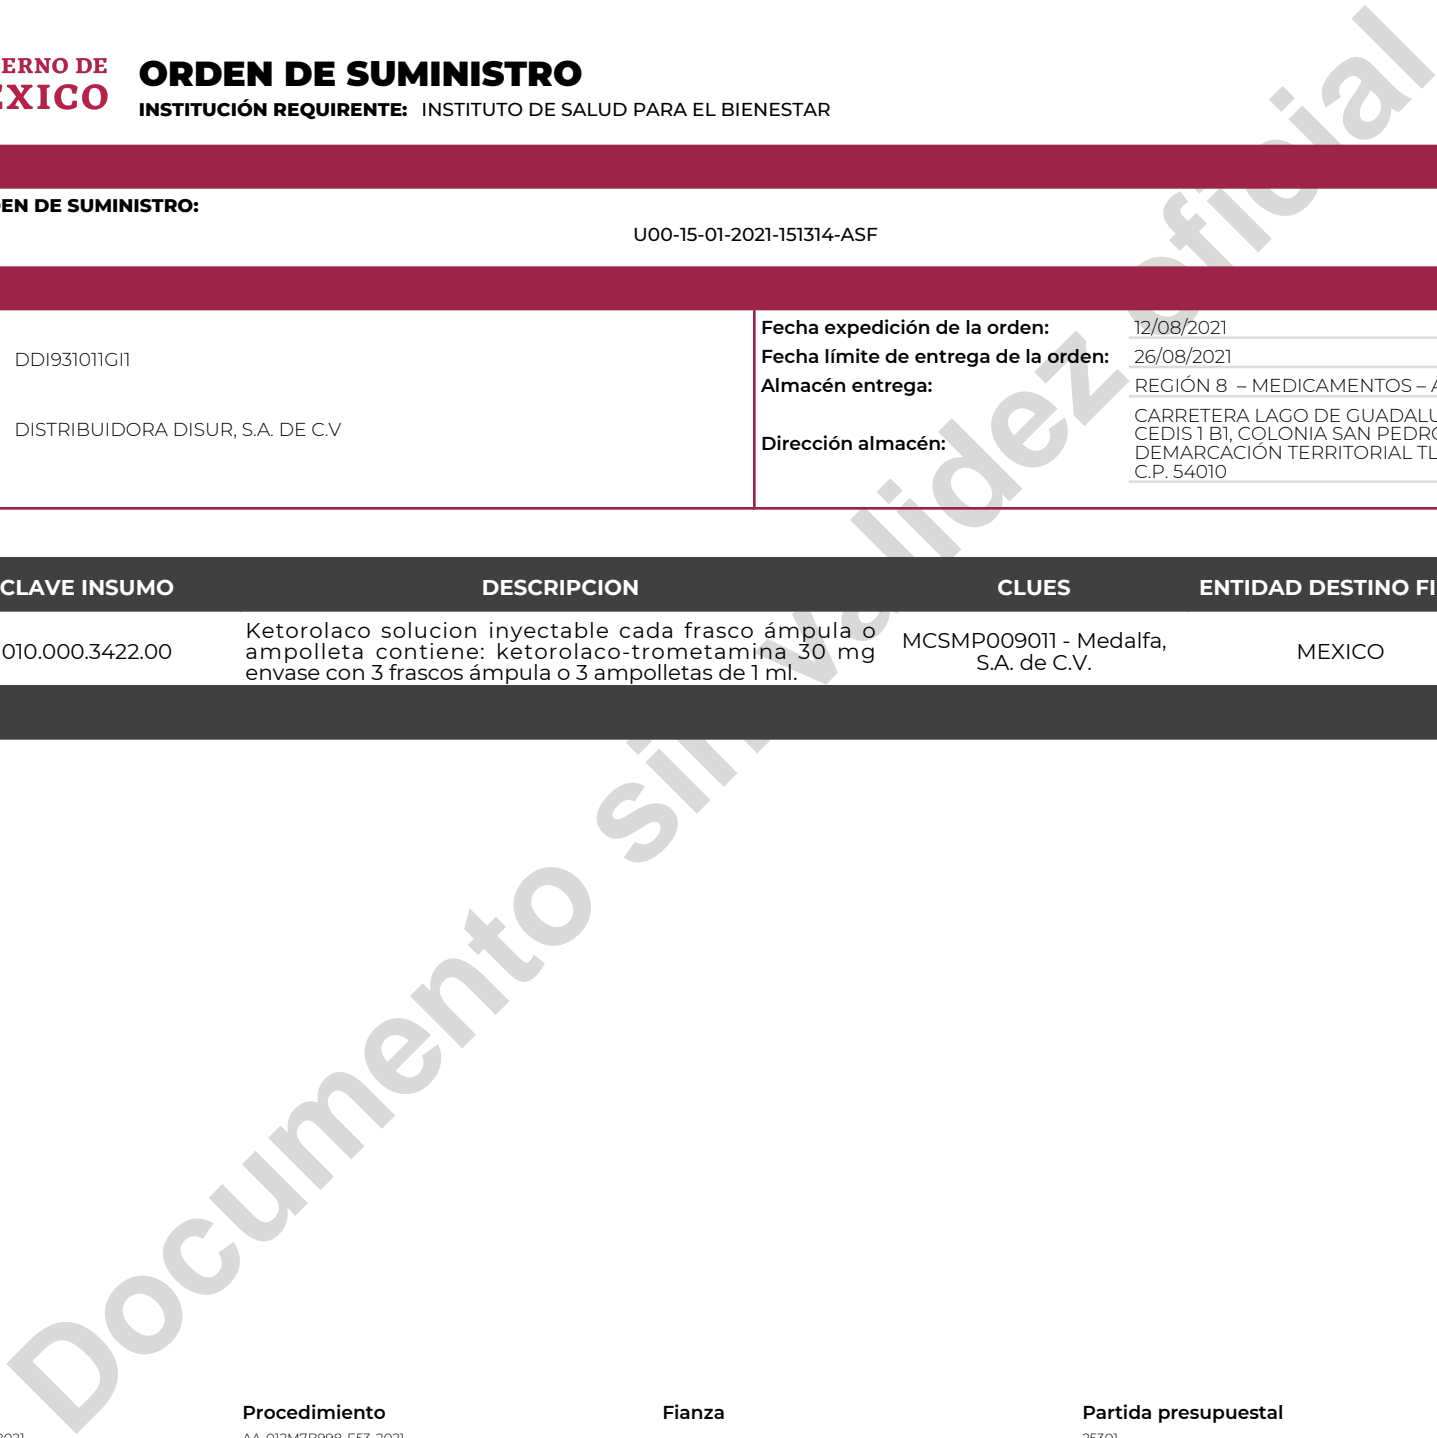 ERNO DE
EXICO
ORDEN DE SUMINISTRO
INSTITUCIÓN REQUIRENTE: INSTITUTO DE SALUD PARA EL BIENESTAR
EN DE SUMINISTRO:
U00-15-01-2021-151314-ASF
DDI931011GI1
DISTRIBUIDORA DISUR, S.A. DE C.V
Fecha expedición de la orden: 12/08/2021
Fecha límite de entrega de la orden: 26/08/2021
Almacén entrega: REGIÓN 8 – MEDICAMENTOS – A
Dirección almacén:
CARRETERA LAGO DE GUADALU
CEDIS 1 B1, COLONIA SAN PEDRO
DEMARCACIÓN TERRITORIAL TL
C.P. 54010
CLAVE INSUMO DESCRIPCION CLUES ENTIDAD DESTINO FI
010.000.3422.00
Ketorolaco solucion inyectable cada frasco ámpula o
ampolleta contiene: ketorolaco-trometamina 30 mg
envase con 3 frascos ámpula o 3 ampolletas de 1 ml.
MCSMP009011 - Medalfa,
S.A. de C.V.
MEXICO
Documento sin validez oficial
Procedimiento Fianza Partida presupuestal